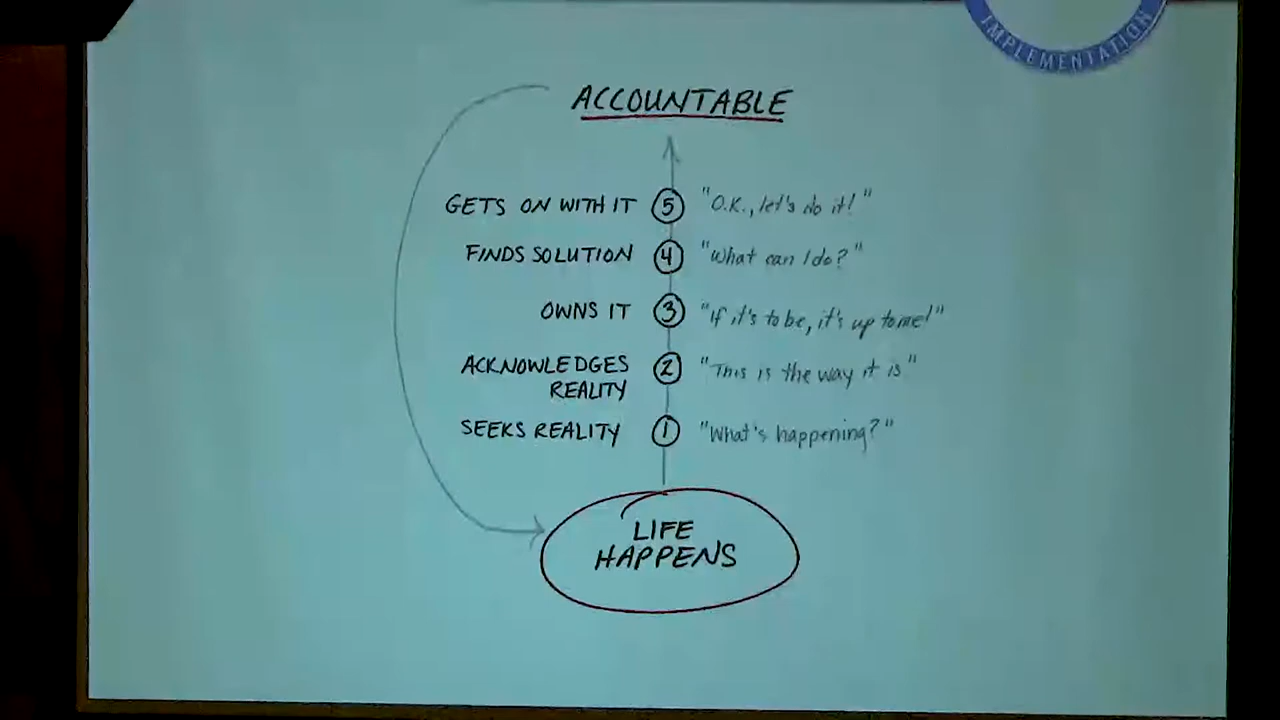 IMPLEMENTATION
ACCOUNTABLE
GETS ON WITH IT 5 "O.K., let's do it!"
FINDS SOLUTION 4 "What can I do?"
OWNS IT 3 "If it's to be, it's up to me!"
ACKNOWLEDGES
REALITY 2 "This is the way it is"
SEEKS REALITY 1 "What's happening?"
LIFE
HAPPENS